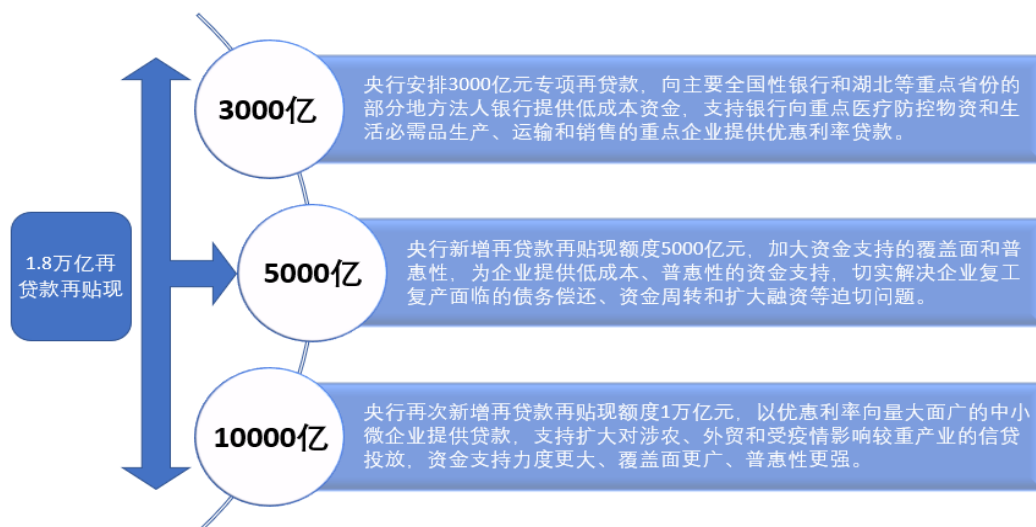 3000亿
央行安排3000亿元专项再贷款，向主要全国性银行和湖北等重点省份的
部分地方法人银行提供低成本资金，支持银行向重点医疗防控物资和生
活必需品生产、运输和销售的重点企业提供优惠利率贷款。
1.8万亿再
贷款再贴现
5000亿
央行新增再贷款再贴现额度5000亿元，加大资金支持的覆盖面和普
惠性，为企业提供低成本、普惠性的资金支持，切实解决企业复工
复产面临的债务偿还、资金周转和扩大融资等迫切问题。
10000亿
央行再次新增再贷款再贴现额度1万亿元，以优惠利率向量大面广的中小
微企业提供贷款，支持扩大对涉农、外贸和受疫情影响较重产业的信贷
投放，资金支持力度更大、覆盖面更广、普惠性更强。